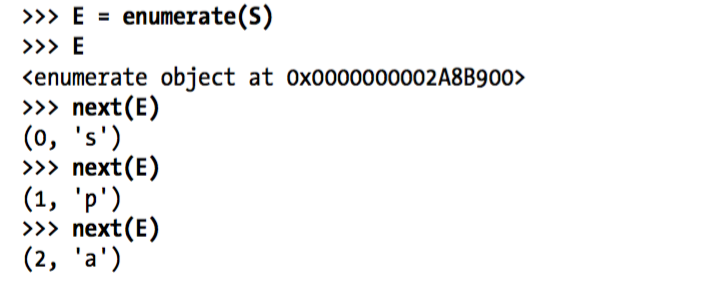 >>> E = enumerate(S)
>>> E
<enumerate object at 0x0000000002A8B900>
>>> next(E)
(0, 's')
>>> next(E)
(1, 'p')
>>> next(E)
(2, 'a')